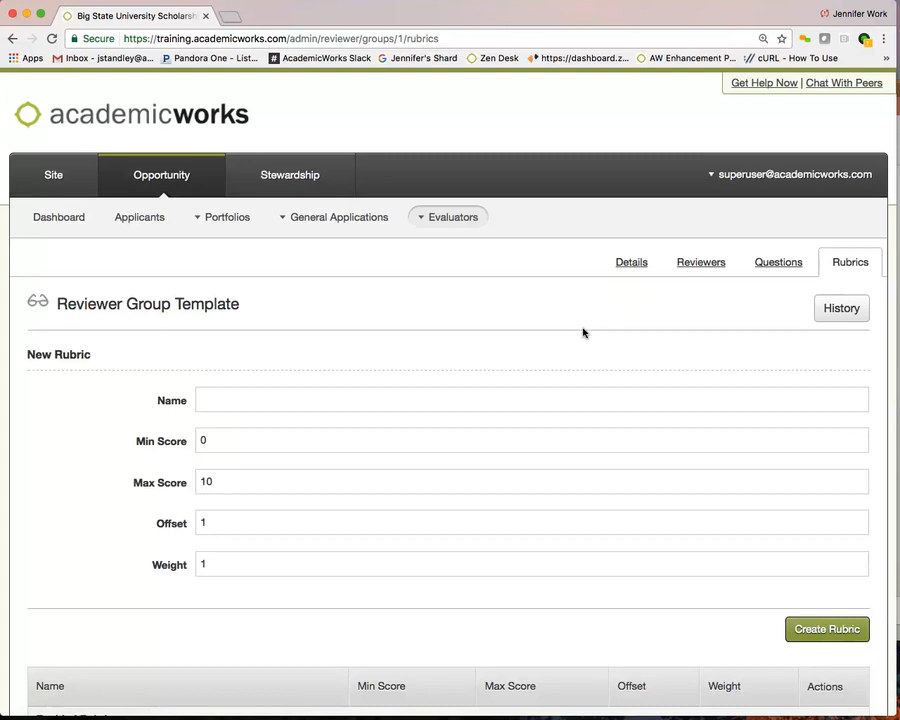 Big State University Scholarsh
Jennifer Work
Secure https://training.academicworks.com/admin/reviewer/groups/1/rubrics
Apps Inbox - jstandley@a... Pandora One - List... AcademicWorks Slack Jennifer's Shard Zen Desk https://dashboard.z... AW Enhancement P... cURL - How To Use »
Get Help Now | Chat With Peers
academicworks
Site Opportunity Stewardship superuser@academicworks.com
Dashboard Applicants Portfolios General Applications Evaluators
Details Reviewers Questions Rubrics
Reviewer Group Template History
New Rubric
Name
Min Score 0
Max Score 10
Offset 1
Weight 1
Create Rubric
Name Min Score Max Score Offset Weight Actions